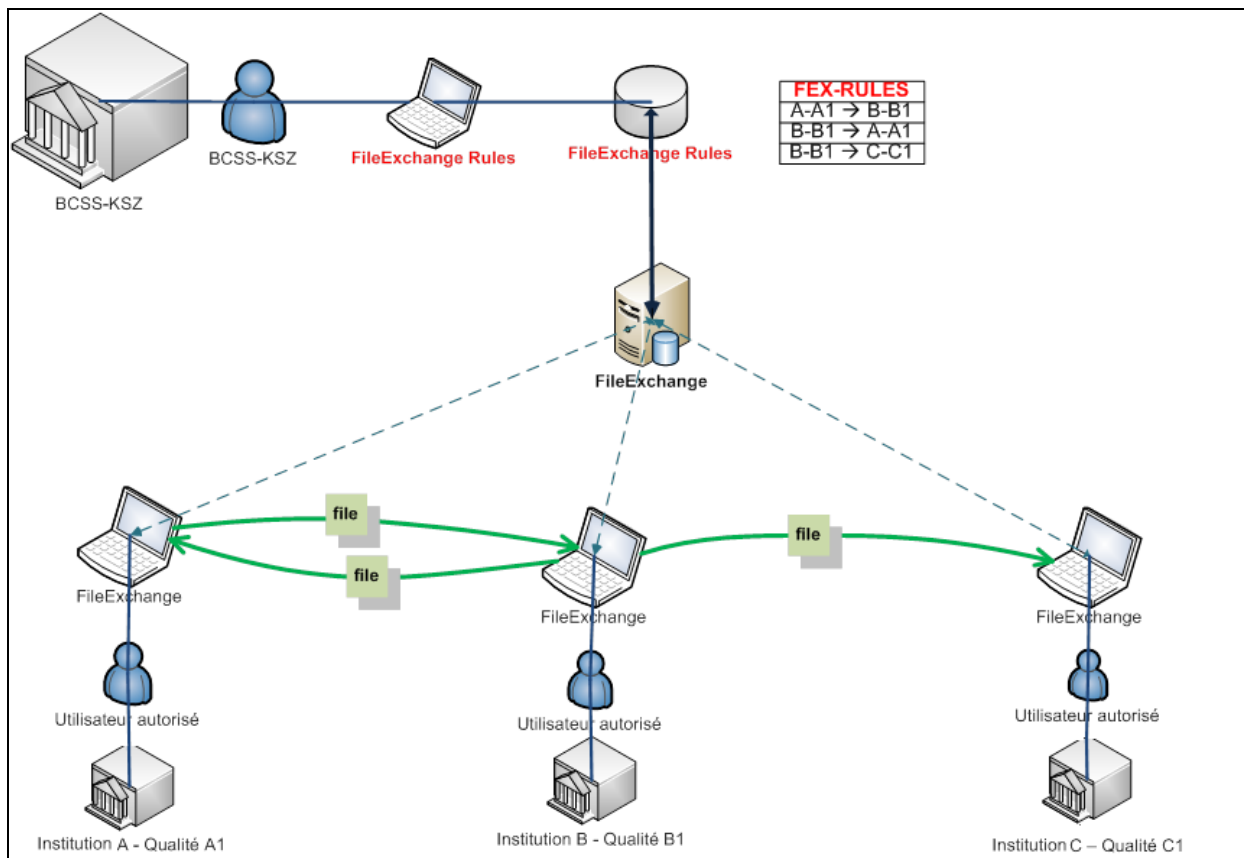 FEX-RULES
A-A1 → B-B1
B-B1 → A-A1
B-B1 → C-C1
BCSS-KSZ
FileExchange Rules
FileExchange Rules
BCSS-KSZ
FileExchange
file
file
file
FileExchange
FileExchange
FileExchange
Utilisateur autorisé
Utilisateur autorisé
Utilisateur autorisé
Institution A - Qualité A1
Institution B - Qualité B1
Institution C – Qualité C1